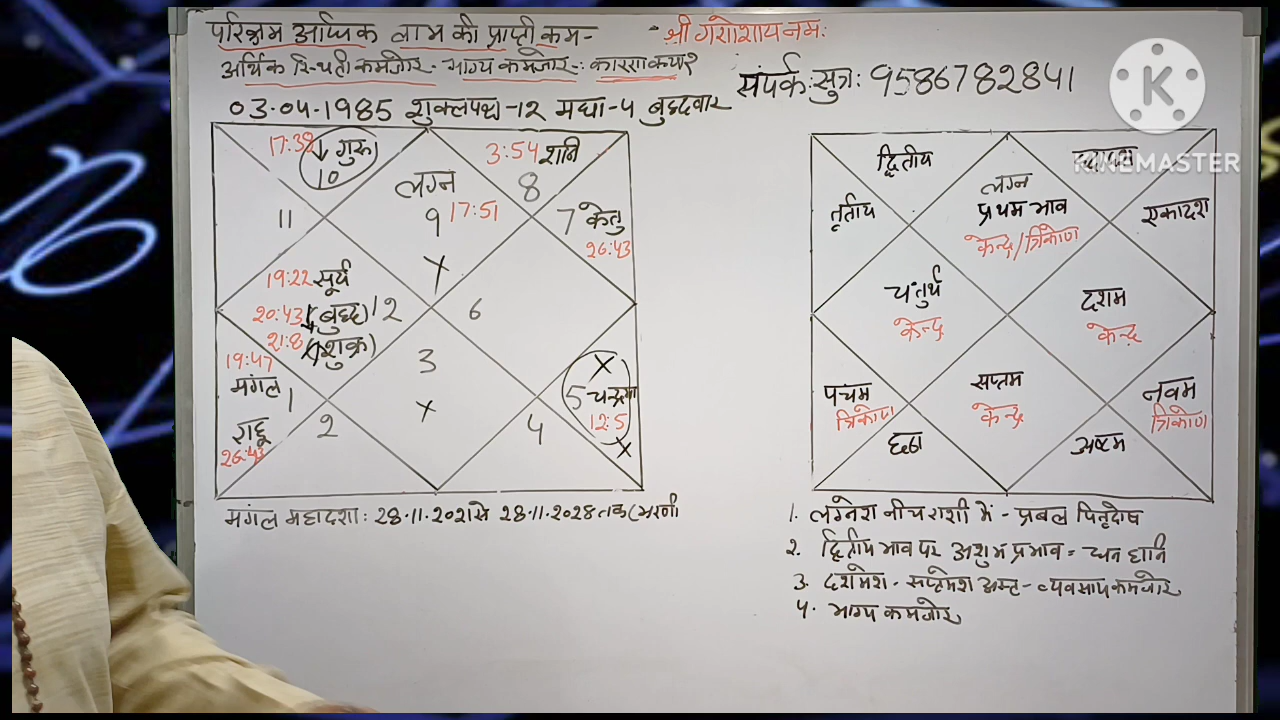 परिश्रम अधिक लाभ की प्राप्ती कम-
श्री गणेशाय नमः
आर्थिक स्थिती कमजोर - भाग्य कमजोर - : कारण क्या?
संपर्क: सुत्र: 9586782841
03-04-1985 शुक्लपक्ष-12 मघा-4 बुद्धवार
17:38 ↓ गुरु
10
3:54 शनि
8
लग्न
9 17:51
11
7 केतु
26:43
19:22 सूर्य
20:43 बुद्ध) 12
21:8 शुक्र)
6
19:47
मंगल
1
राहू
26:43
2
3
4
5 चन्द्रमा
12:5
मंगल महादशा: 28.11.2021से 28.11.2028 तक (भरणी
KINEMASTER
द्वितीय
लग्न
प्रथम भाव
केन्द्र/त्रिकोण
तृतीय
एकादश
चंतुर्थ
केन्द्र
दशम
केन्द्र
पंचम
त्रिकोण
सप्तम
केन्द्र
नवम
त्रिकोण
छठा
अष्टम
1. लग्नेश नीच राशी में - प्रबल पितृदोष
2. द्वितीय भाव पर अशुभ प्रभाव = धन हानि
3. दशमेश - सप्तमेश अस्त - व्यवसाय कमजोर
4. भाग्य कमजोर